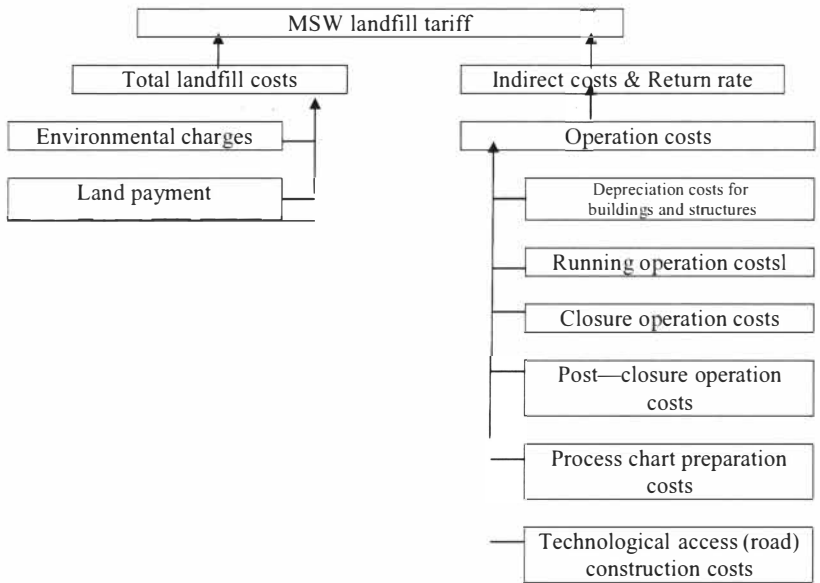 MSW landfill tariff
Total landfill costs
Indirect costs & Return rate
Environmental charges
Operation costs
Land payment
Depreciation costs for
buildings and structures
Running operation costsl
Closure operation costs
Post—closure operation
costs
Process chart preparation
costs
Technological access (road)
construction costs